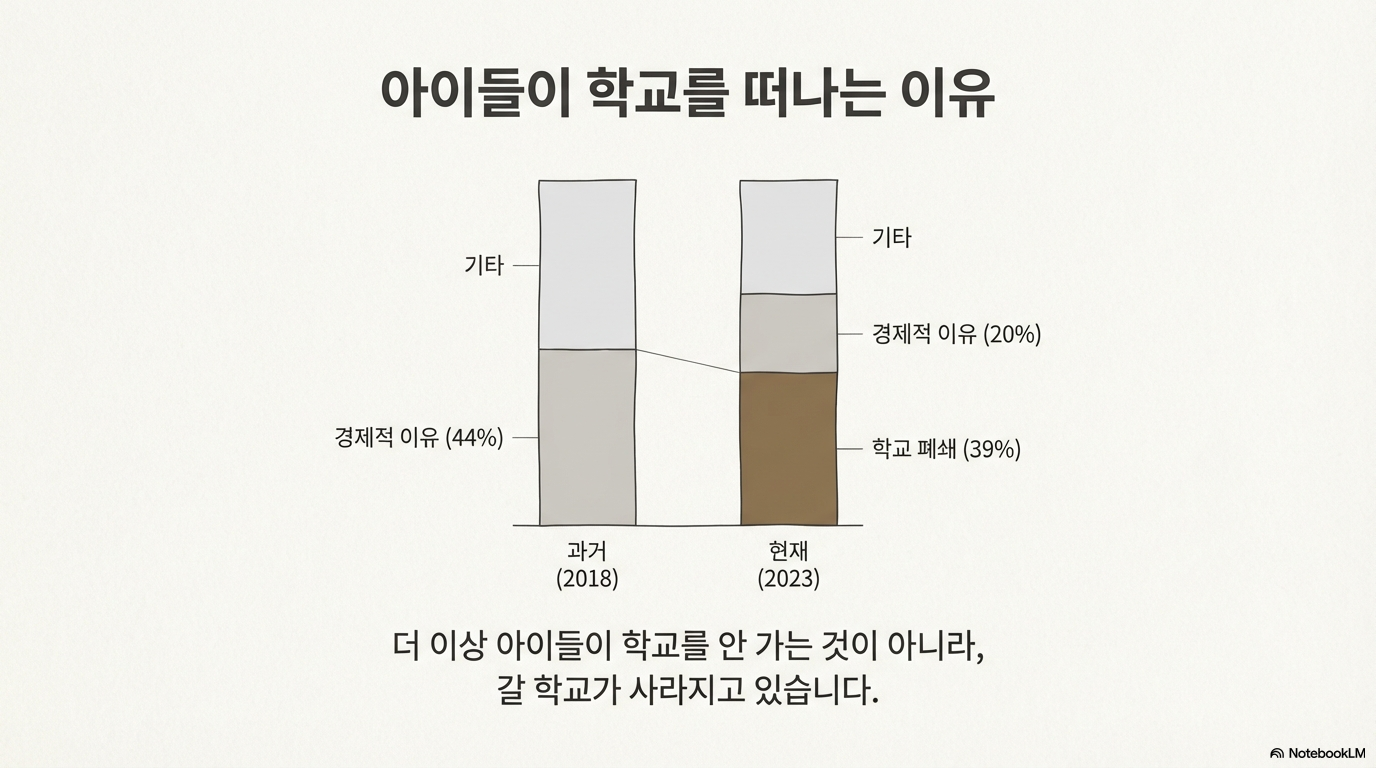 아이들이 학교를 떠나는 이유
기타
경제적 이유 (44%)
기타
경제적 이유 (20%)
학교 폐쇄 (39%)
과거
(2018)
현재
(2023)
더 이상 아이들이 학교를 안 가는 것이 아니라,
갈 학교가 사라지고 있습니다.
NotebookLM